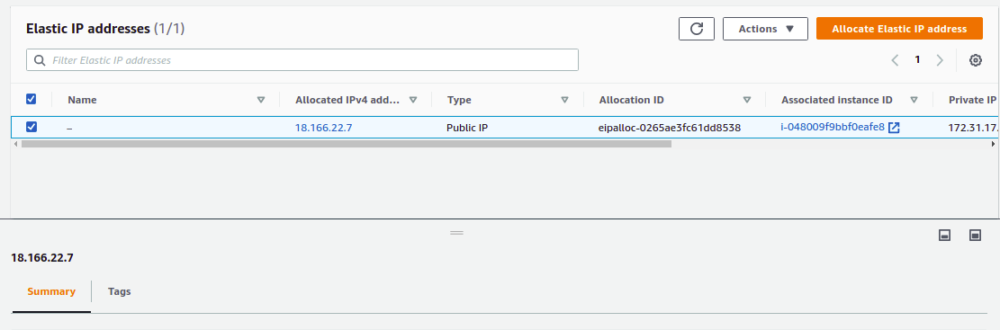 Elastic IP addresses (1/1)
Actions
Allocate Elastic IP address
Filter Elastic IP addresses
1
Name
Allocated IPv4 add...
Type
Allocation ID
Associated instance ID
Private IP
–
18.166.22.7
Public IP
eipalloc-0265ae3fc61dd8538
i-048009f9bbf0eafe8
172.31.17.
18.166.22.7
Summary
Tags